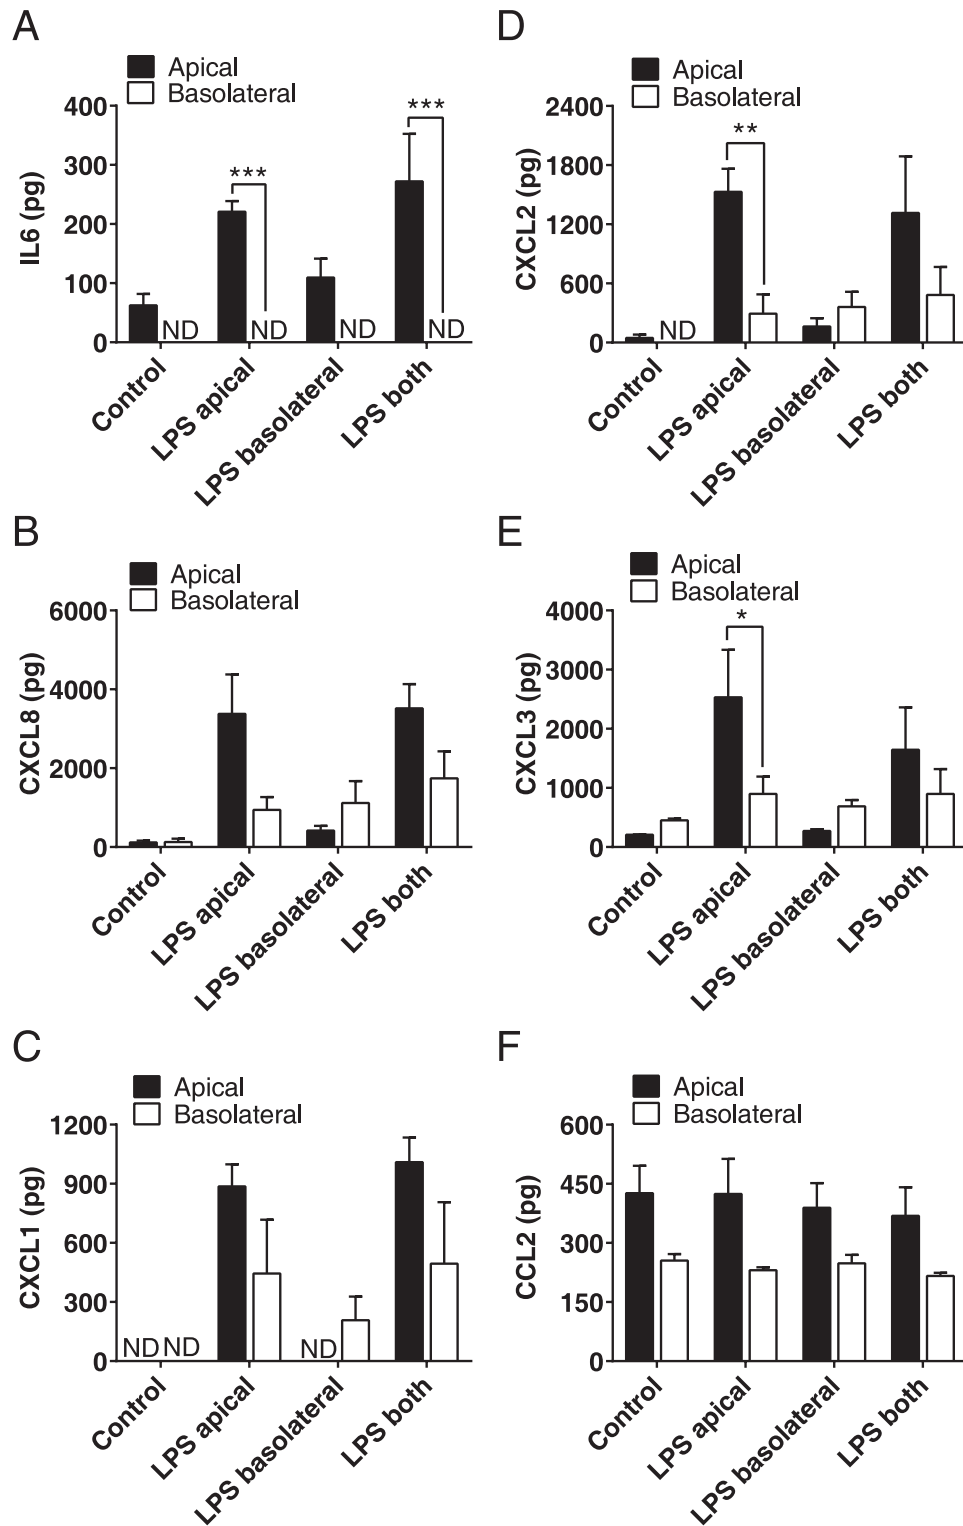 A
Apical
Basolateral
IL6 (pg)
400
300
200
100
0
***
***
ND
ND
ND
ND
Control
LPS apical
LPS basolateral
LPS both
D
Apical
Basolateral
CXCL2 (pg)
2400
1800
1200
600
0
**
ND
Control
LPS apical
LPS basolateral
LPS both
B
Apical
Basolateral
CXCL8 (pg)
6000
4000
2000
0
Control
LPS apical
LPS basolateral
LPS both
E
Apical
Basolateral
CXCL3 (pg)
4000
3000
2000
1000
0
*
Control
LPS apical
LPS basolateral
LPS both
C
Apical
Basolateral
CXCL1 (pg)
1200
900
600
300
0
ND ND
ND
Control
LPS apical
LPS basolateral
LPS both
F
Apical
Basolateral
CCL2 (pg)
600
450
300
150
0
Control
LPS apical
LPS basolateral
LPS both